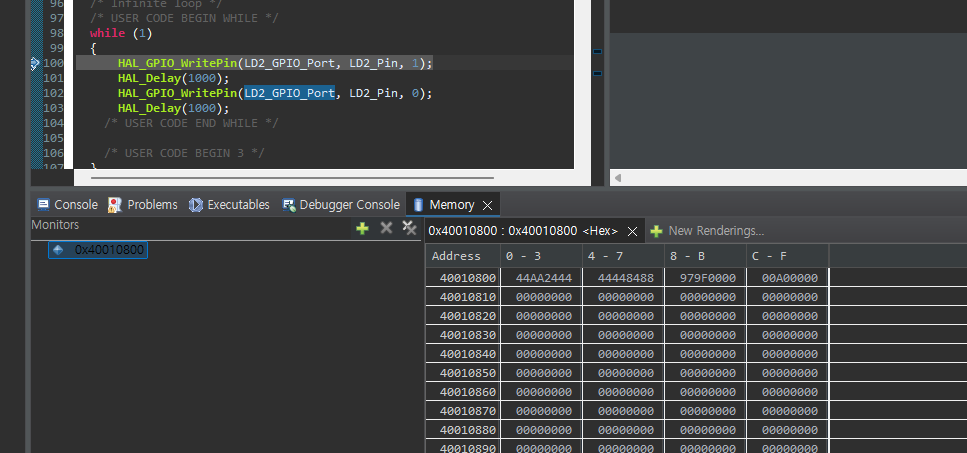 96 /* Infinite loop */
97 /* USER CODE BEGIN WHILE */
98 while (1)
99 {
100 HAL_GPIO_WritePin(LD2_GPIO_Port, LD2_Pin, 1);
101 HAL_Delay(1000);
102 HAL_GPIO_WritePin(LD2_GPIO_Port, LD2_Pin, 0);
103 HAL_Delay(1000);
104 /* USER CODE END WHILE */
105
106 /* USER CODE BEGIN 3 */
107 }
Console Problems Executables Debugger Console Memory
Monitors
0x40010800
0x40010800 : 0x40010800 <Hex> New Renderings...
Address 0 - 3 4 - 7 8 - B C - F
40010800 44AA2444 44448488 979F0000 00A00000
40010810 00000000 00000000 00000000 00000000
40010820 00000000 00000000 00000000 00000000
40010830 00000000 00000000 00000000 00000000
40010840 00000000 00000000 00000000 00000000
40010850 00000000 00000000 00000000 00000000
40010860 00000000 00000000 00000000 00000000
40010870 00000000 00000000 00000000 00000000
40010880 00000000 00000000 00000000 00000000
40010890 00000000 00000000 00000000 00000000